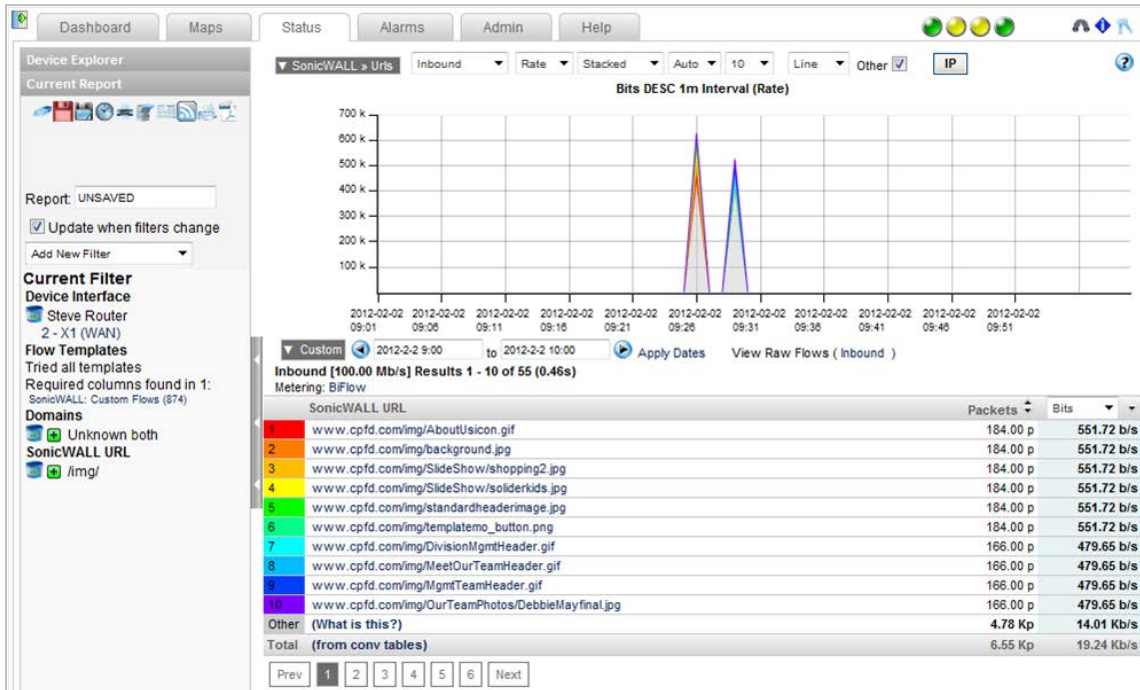 Dashboard Maps Status Alarms Admin Help
Device Explorer
Current Report
Report: UNSAVED
Update when filters change
Add New Filter
Current Filter
Device Interface
Steve Router
2 - X1 (WAN)
Flow Templates
Tried all templates
Required columns found in 1:
SonicWALL: Custom Flows (874)
Domains
Unknown both
SonicWALL URL
/img/
▼ SonicWALL » Urls Inbound Rate Stacked Auto 10 Line Other IP
Bits DESC 1m Interval (Rate)
700 k
600 k
500 k
400 k
300 k
200 k
100 k
2012-02-02 2012-02-02 2012-02-02 2012-02-02 2012-02-02 2012-02-02 2012-02-02 2012-02-02 2012-02-02 2012-02-02 2012-02-02
09:01 09:06 09:11 09:16 09:21 09:26 09:31 09:36 09:41 09:46 09:51
▼ Custom 2012-2-2 9:00 to 2012-2-2 10:00 Apply Dates View Raw Flows ( Inbound )
Inbound [100.00 Mb/s] Results 1 - 10 of 55 (0.46s)
Metering: BiFlow
SonicWALL URL Packets Bits
1 www.cpfd.com/img/AboutUsicon.gif 184.00 p 551.72 b/s
2 www.cpfd.com/img/background.jpg 184.00 p 551.72 b/s
3 www.cpfd.com/img/SlideShow/shopping2.jpg 184.00 p 551.72 b/s
4 www.cpfd.com/img/SlideShow/soliderkids.jpg 184.00 p 551.72 b/s
5 www.cpfd.com/img/standardheaderimage.jpg 184.00 p 551.72 b/s
6 www.cpfd.com/img/templatemo_button.png 184.00 p 551.72 b/s
7 www.cpfd.com/img/DivisionMgmtHeader.gif 166.00 p 479.65 b/s
8 www.cpfd.com/img/MeetOurTeamHeader.gif 166.00 p 479.65 b/s
9 www.cpfd.com/img/MgmtTeamHeader.gif 166.00 p 479.65 b/s
10 www.cpfd.com/img/OurTeamPhotos/DebbieMayfinal.jpg 166.00 p 479.65 b/s
Other (What is this?) 4.78 Kp 14.01 Kb/s
Total (from conv tables) 6.55 Kp 19.24 Kb/s
Prev 1 2 3 4 5 6 Next